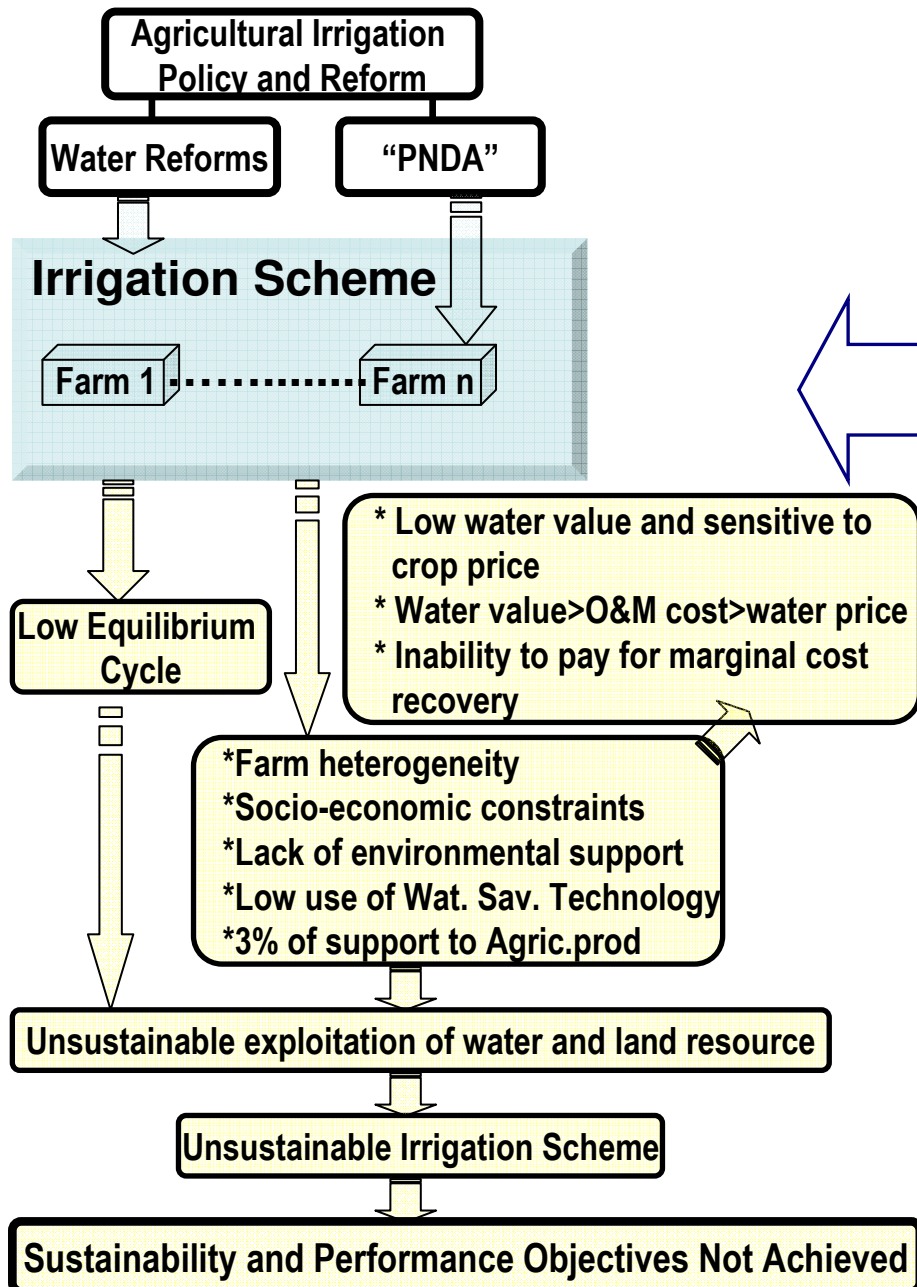 Agricultural Irrigation
Policy and Reform
Water Reforms
“PNDA”
Irrigation Scheme
Farm 1
Farm n
* Low water value and sensitive to
crop price
* Water value>O&M cost>water price
* Inability to pay for marginal cost
recovery
Low Equilibrium
Cycle
*Farm heterogeneity
*Socio-economic constraints
*Lack of environmental support
*Low use of Wat. Sav. Technology
*3% of support to Agric.prod
Unsustainable exploitation of water and land resource
Unsustainable Irrigation Scheme
Sustainability and Performance Objectives Not Achieved